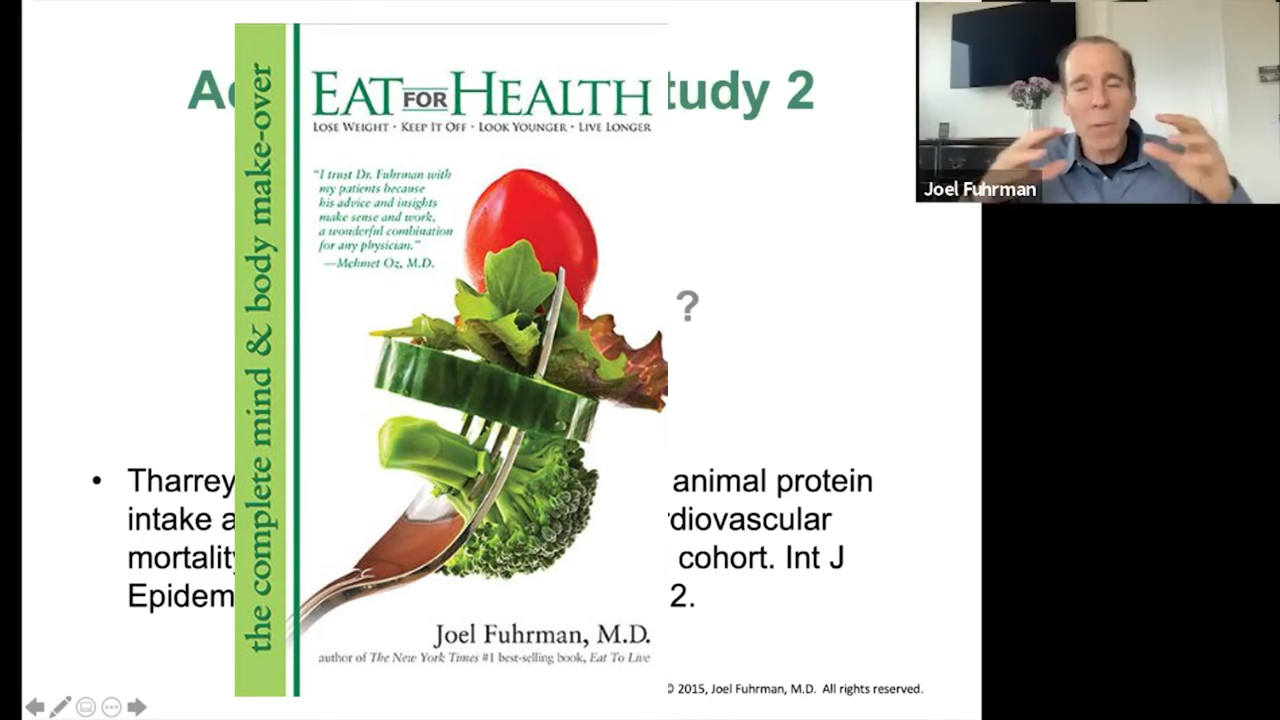 Ad
tudy 2
?
• Tharrey
animal protein
intake a
rdiovascular
mortality
cohort. Int J
Epidem
2.
© 2015, Joel Fuhrman, M.D. All rights reserved.
the complete mind & body make-over
EAT FOR HEALTH
LOSE WEIGHT · KEEP IT OFF · LOOK YOUNGER · LIVE LONGER
"I trust Dr. Fuhrman with
my patients because
his advice and insights
make sense and work,
a wonderful combination
for any physician."
—Mehmet Oz, M.D.
Joel Fuhrman, M.D.
author of The New York Times #1 best-selling book, Eat To Live
Joel Fuhrman